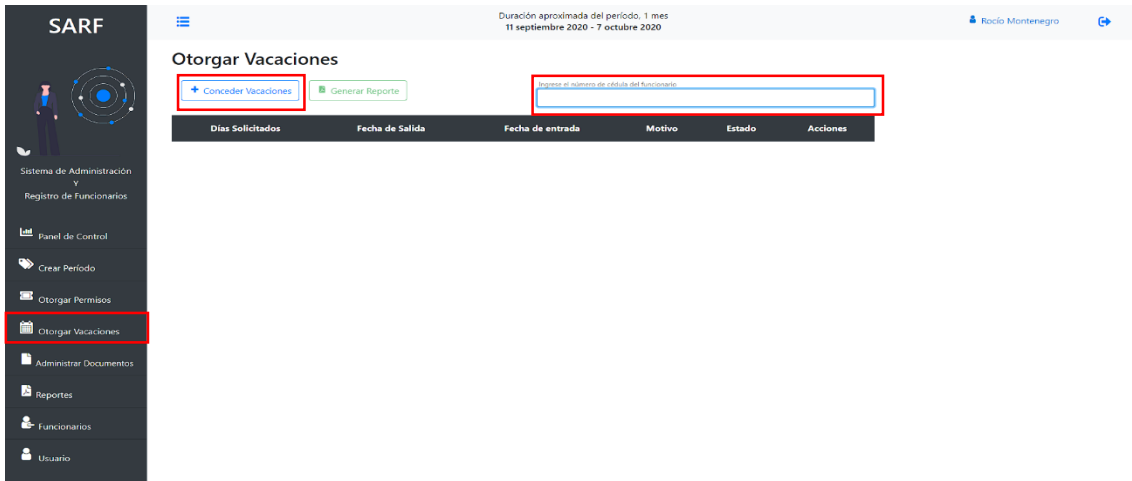 SARF
Duración aproximada del período, 1 mes
11 septiembre 2020 - 7 octubre 2020
Rocío Montenegro
Otorgar Vacaciones
Conceder Vacaciones
Generar Reporte
Ingrese el número de cédula del funcionario
Días Solicitados Fecha de Salida Fecha de entrada Motivo Estado Acciones
Sistema de Administración
Y
Registro de Funcionarios
Panel de Control
Crear Período
Otorgar Permisos
Otorgar Vacaciones
Administrar Documentos
Reportes
Funcionarios
Usuario